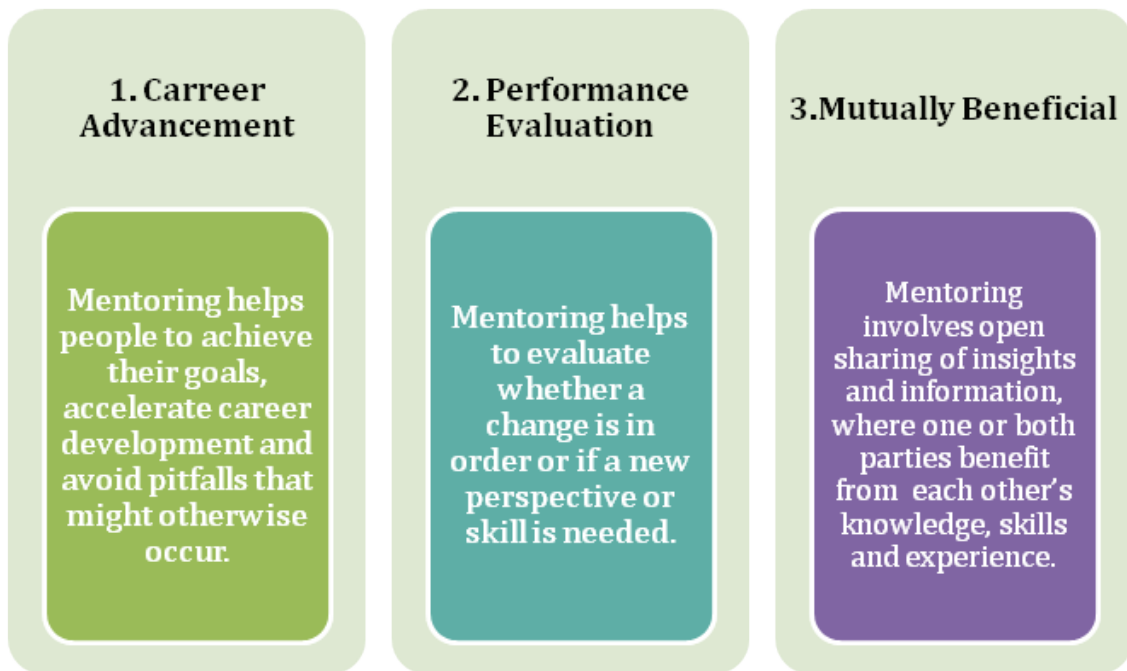 1. Carreer
Advancement
Mentoring helps
people to achieve
their goals,
accelerate career
development and
avoid pitfalls that
might otherwise
occur.
2. Performance
Evaluation
Mentoring helps
to evaluate
whether a
change is in
order or if a new
perspective or
skill is needed.
3.Mutually Beneficial
Mentoring
involves open
sharing of insights
and information,
where one or both
parties benefit
from  each other’s
knowledge, skills
and experience.